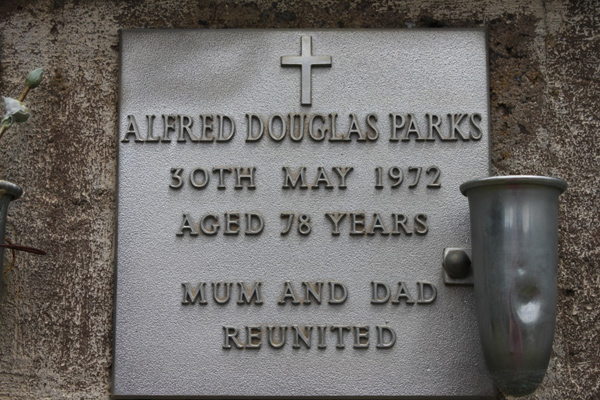 ALFRED DOUGLAS PARKS
30TH MAY 1972
AGED 78 YEARS
MUM AND DAD
REUNITED